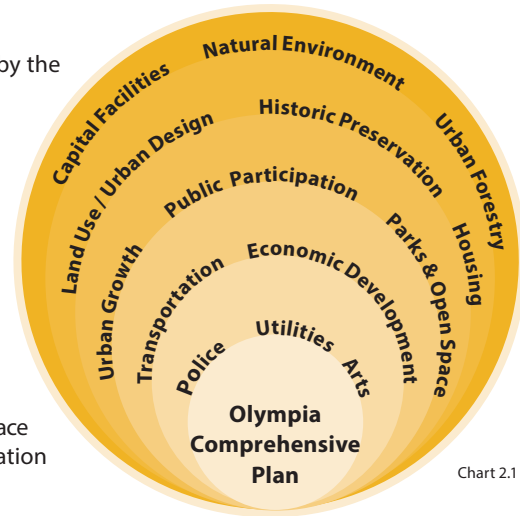 by the
Capital Facilities
Natural Environment
Urban Forestry
Land Use / Urban Design
Historic Preservation
Housing
Urban Growth
Public Participation
Parks & Open Space
Transportation
Economic Development
Police
Utilities
Arts
Olympia
Comprehensive
Plan
ace
ation
Chart 2.1